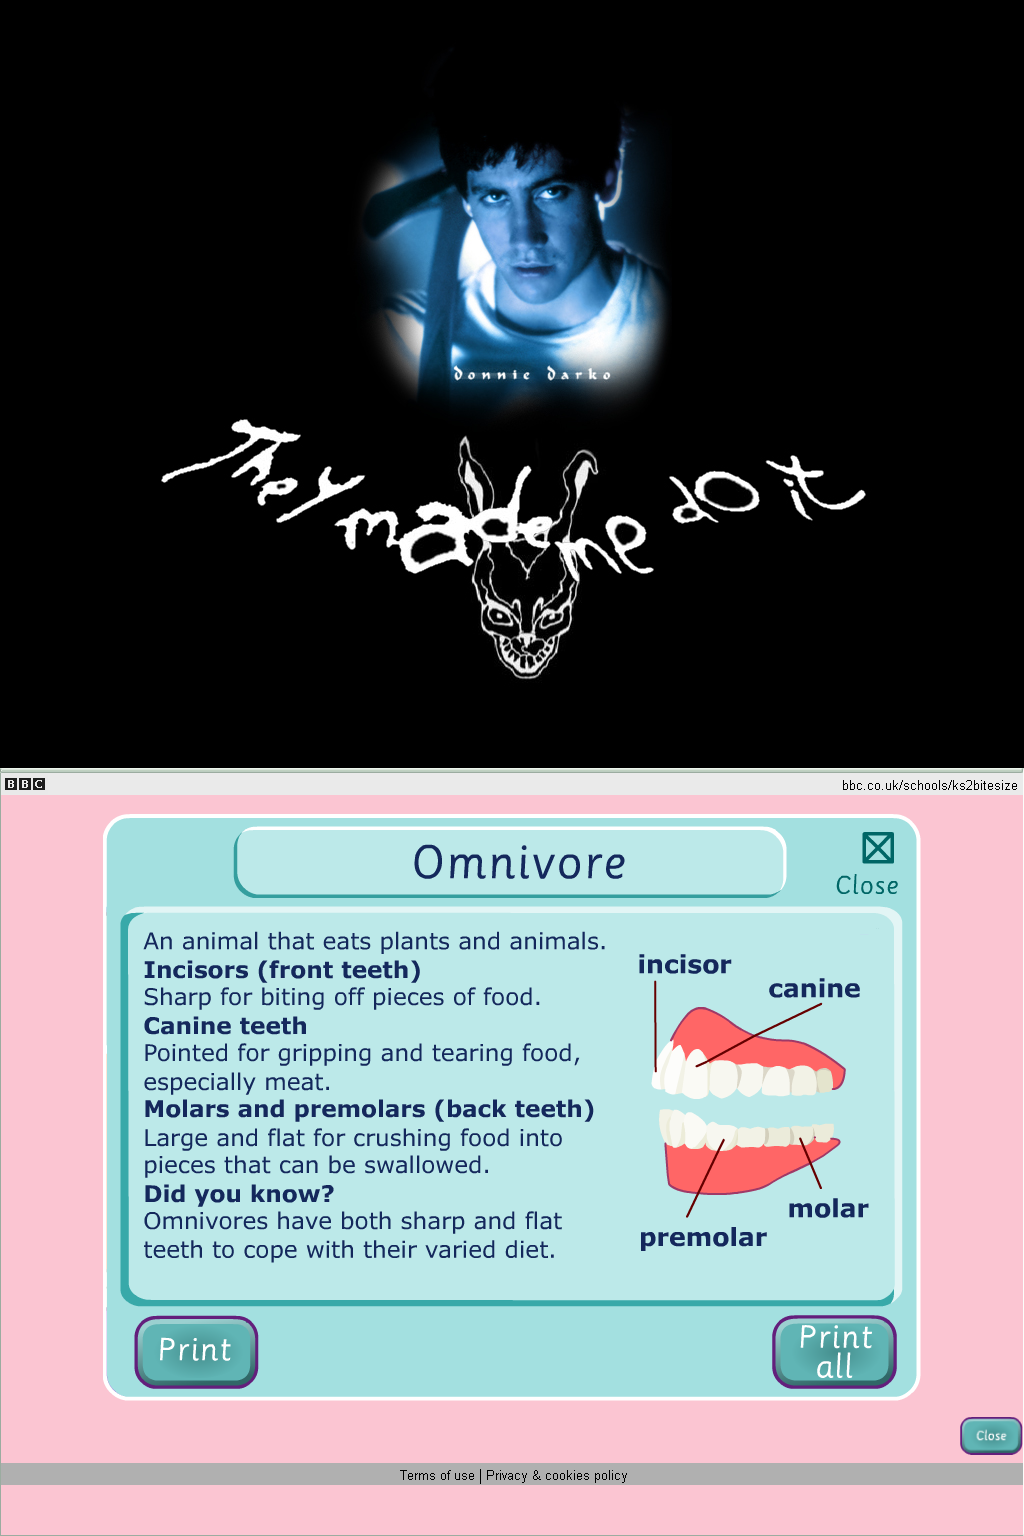 donnie darko
They made me do it
BBC
bbc.co.uk/schools/ks2bitesize
Omnivore
Close
An animal that eats plants and animals.
Incisors (front teeth)
Sharp for biting off pieces of food.
Canine teeth
Pointed for gripping and tearing food,
especially meat.
Molars and premolars (back teeth)
Large and flat for crushing food into
pieces that can be swallowed.
Did you know?
Omnivores have both sharp and flat
teeth to cope with their varied diet.
incisor
canine
molar
premolar
Print
Print
all
Close
Terms of use | Privacy & cookies policy